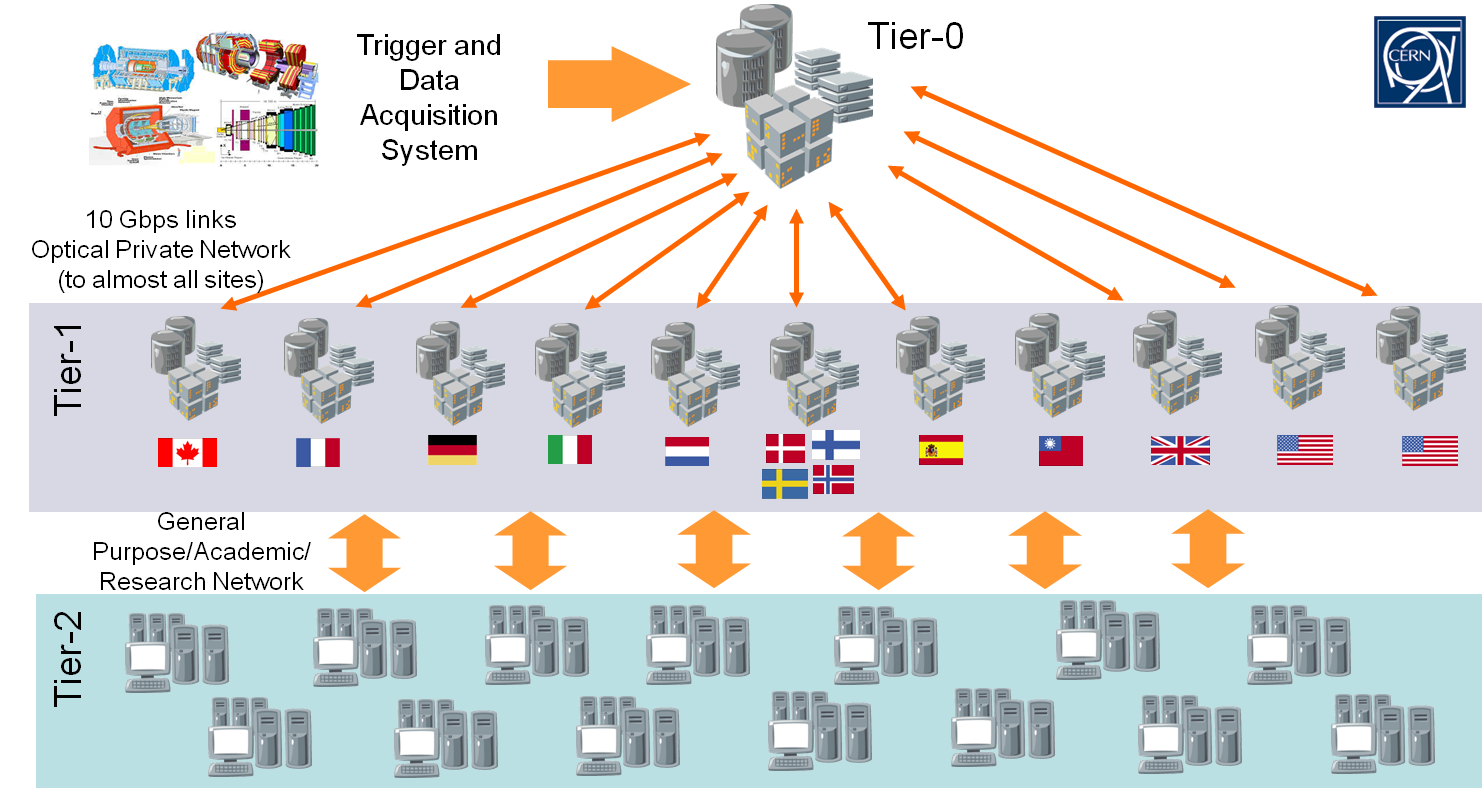 Trigger and
Data
Acquisition
System
Tier-0
CERN
10 Gbps links
Optical Private Network
(to almost all sites)
Tier-1
General
Purpose/Academic/
Research Network
Tier-2